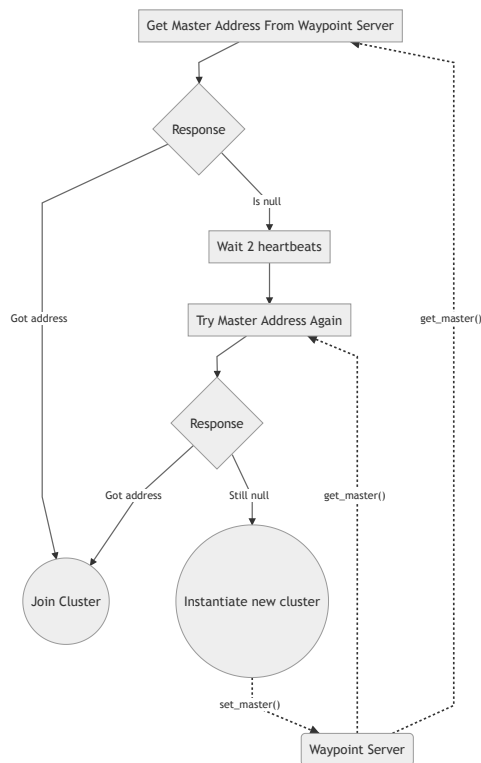 Get Master Address From Waypoint Server
Response
Is null
Wait 2 heartbeats
Got address
Try Master Address Again
get_master()
Response
Got address
Still null
get_master()
Join Cluster
Instantiate new cluster
set_master()
Waypoint Server